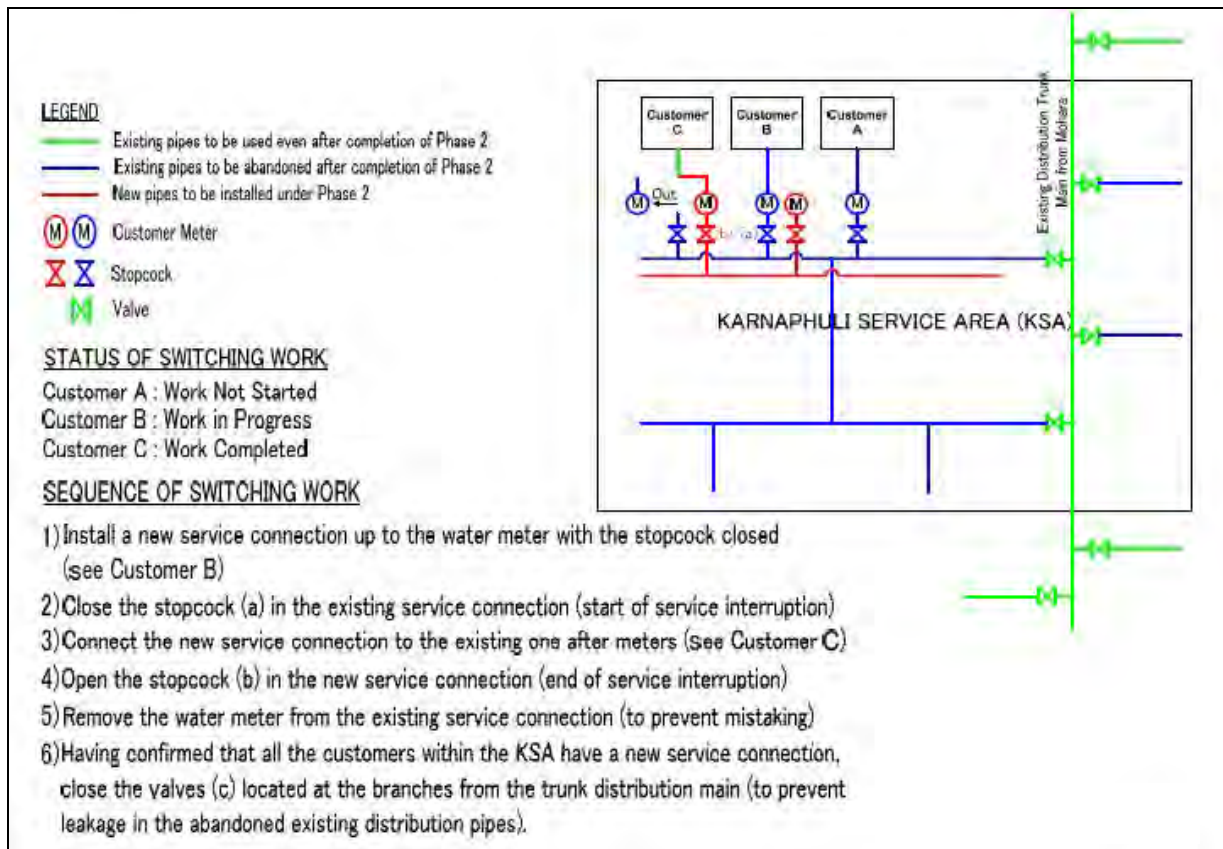 LEGEND
Existing pipes to be used even after completion of Phase 2
Existing pipes to be abandoned after completion of Phase 2
New pipes to be installed under Phase 2
M M Customer Meter
Stopcock
Valve
STATUS OF SWITCHING WORK
Customer A : Work Not Started
Customer B : Work in Progress
Customer C : Work Completed
SEQUENCE OF SWITCHING WORK
1)Install a new service connection up to the water meter with the stopcock closed
(see Customer B)
2)Close the stopcock (a) in the existing service connection (start of service interruption)
3)Connect the new service connection to the existing one after meters (see Customer C)
4)Open the stopcock (b) in the new service connection (end of service interruption)
5)Remove the water meter from the existing service connection (to prevent mistaking)
6)Having confirmed that all the customers within the KSA have a new service connection,
close the valves (c) located at the branches from the trunk distribution main (to prevent
leakage in the abandoned existing distribution pipes).
Customer
C
Customer
B
Customer
A
M Out M M M M
(a)
KARNAPHULI SERVICE AREA (KSA)
Existing Distribution Trunk
Main from Mohara